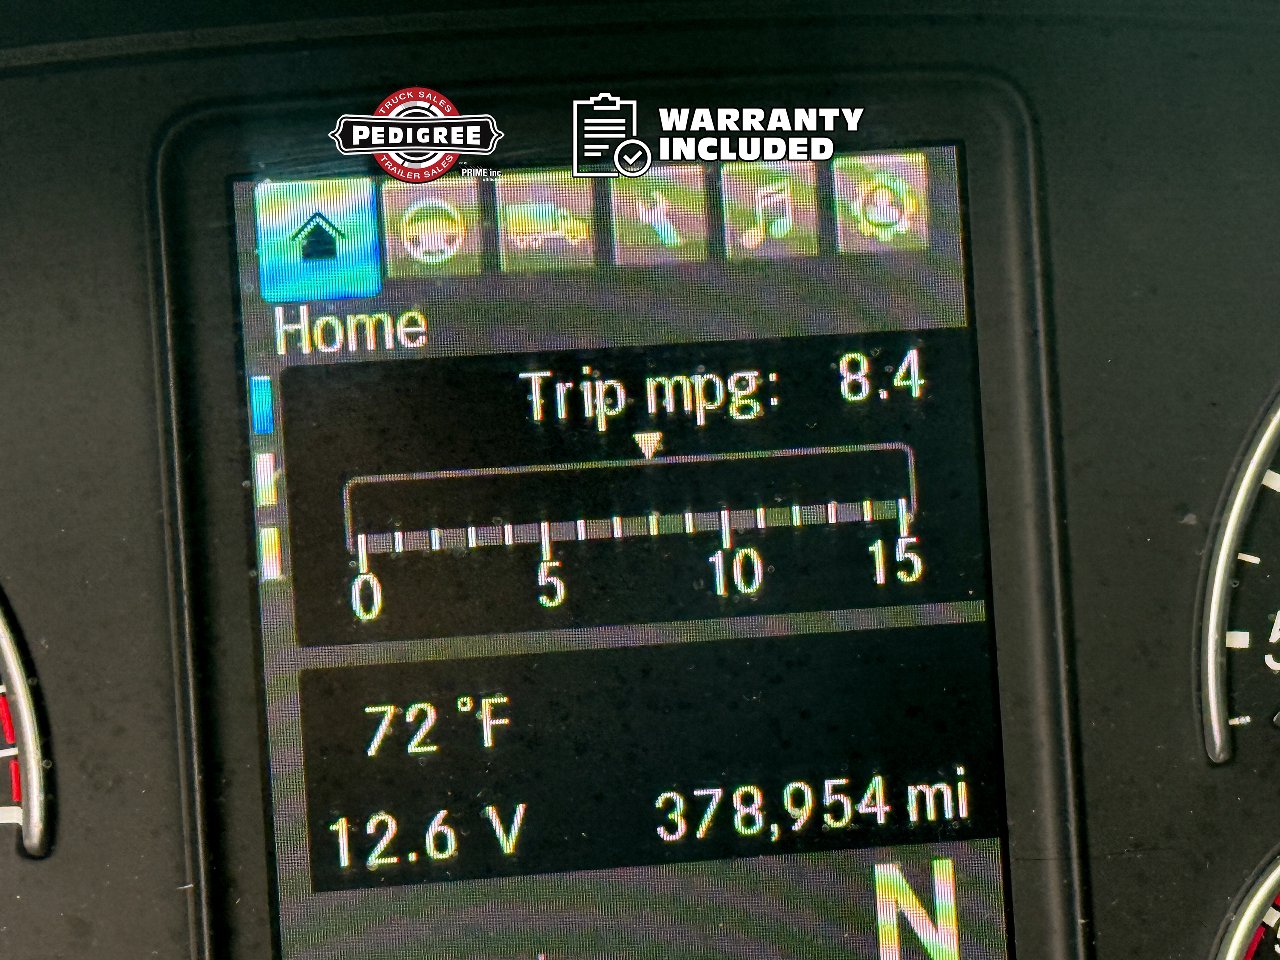 TRUCK SALES
PEDIGREE
TRAILER SALES
PRIME inc.
WARRANTY
INCLUDED
Home
Trip mpg: 8.4
0 5 10 15
72 °F
12.6 V 378,954 mi
N